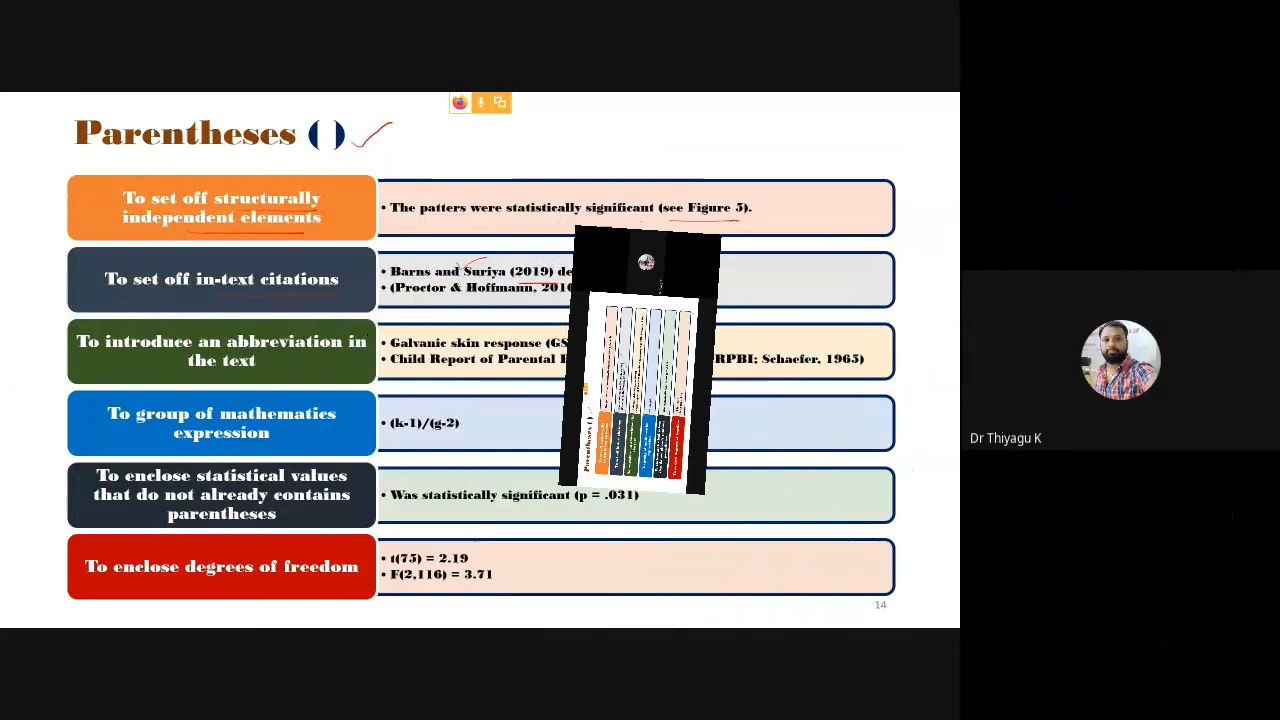 Parentheses ()
To set off structurally
independent elements
• The patters were statistically significant (see Figure 5).
To set off in-text citations
• Barns and Suriya (2019) de
• (Proctor & Hoffmann, 2016
To introduce an abbreviation in
the text
• Galvanic skin response (GS
• Child Report of Parental RPBI; Schaefer, 1965)
To group of mathematics
expression
• (k-1)/(g-2)
To enclose statistical values
that do not already contains
parentheses
• Was statistically significant (p = .031)
To enclose degrees of freedom
• t(75) = 2.19
• F(2,116) = 3.71
14
Dr Thiyagu K
Parentheses ()